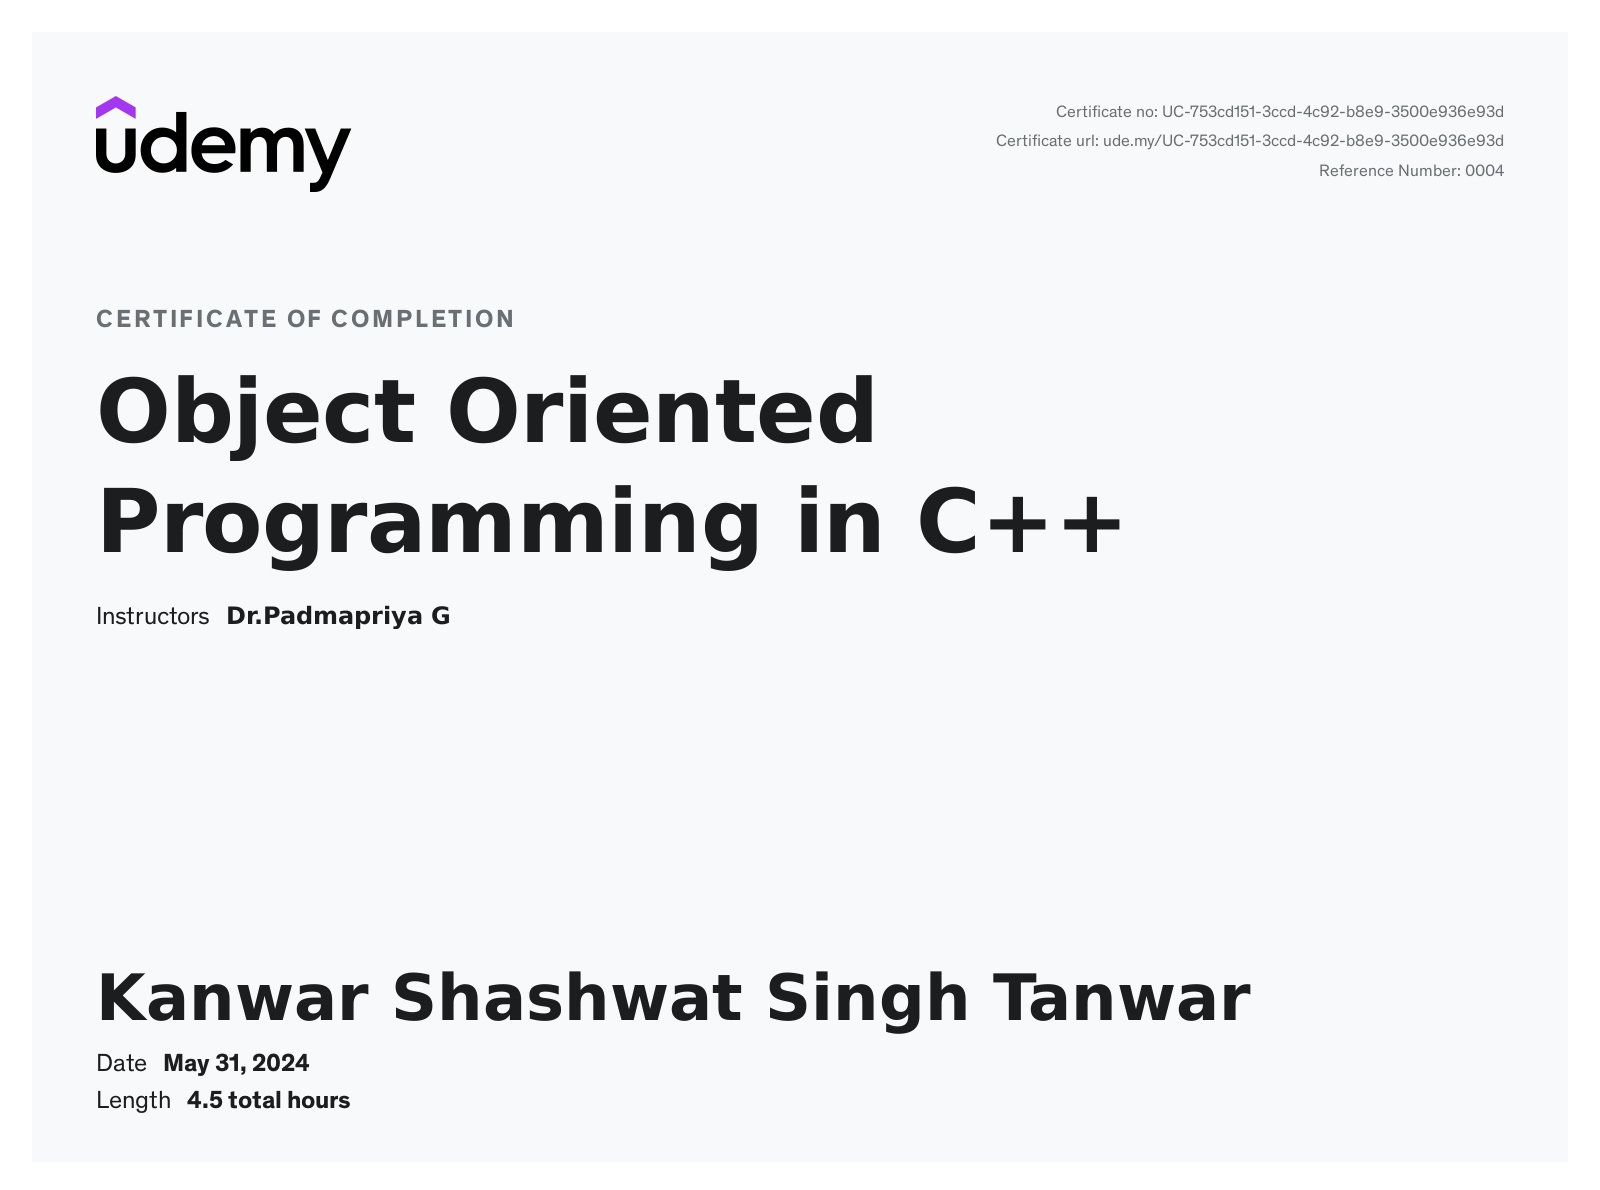 udemy
Certificate no: UC-753cd151-3ccd-4c92-b8e9-3500e936e93d
Certificate url: ude.my/UC-753cd151-3ccd-4c92-b8e9-3500e936e93d
Reference Number: 0004
CERTIFICATE OF COMPLETION
Object Oriented
Programming in C++
Instructors Dr.Padmapriya G
Kanwar Shashwat Singh Tanwar
Date May 31, 2024
Length 4.5 total hours